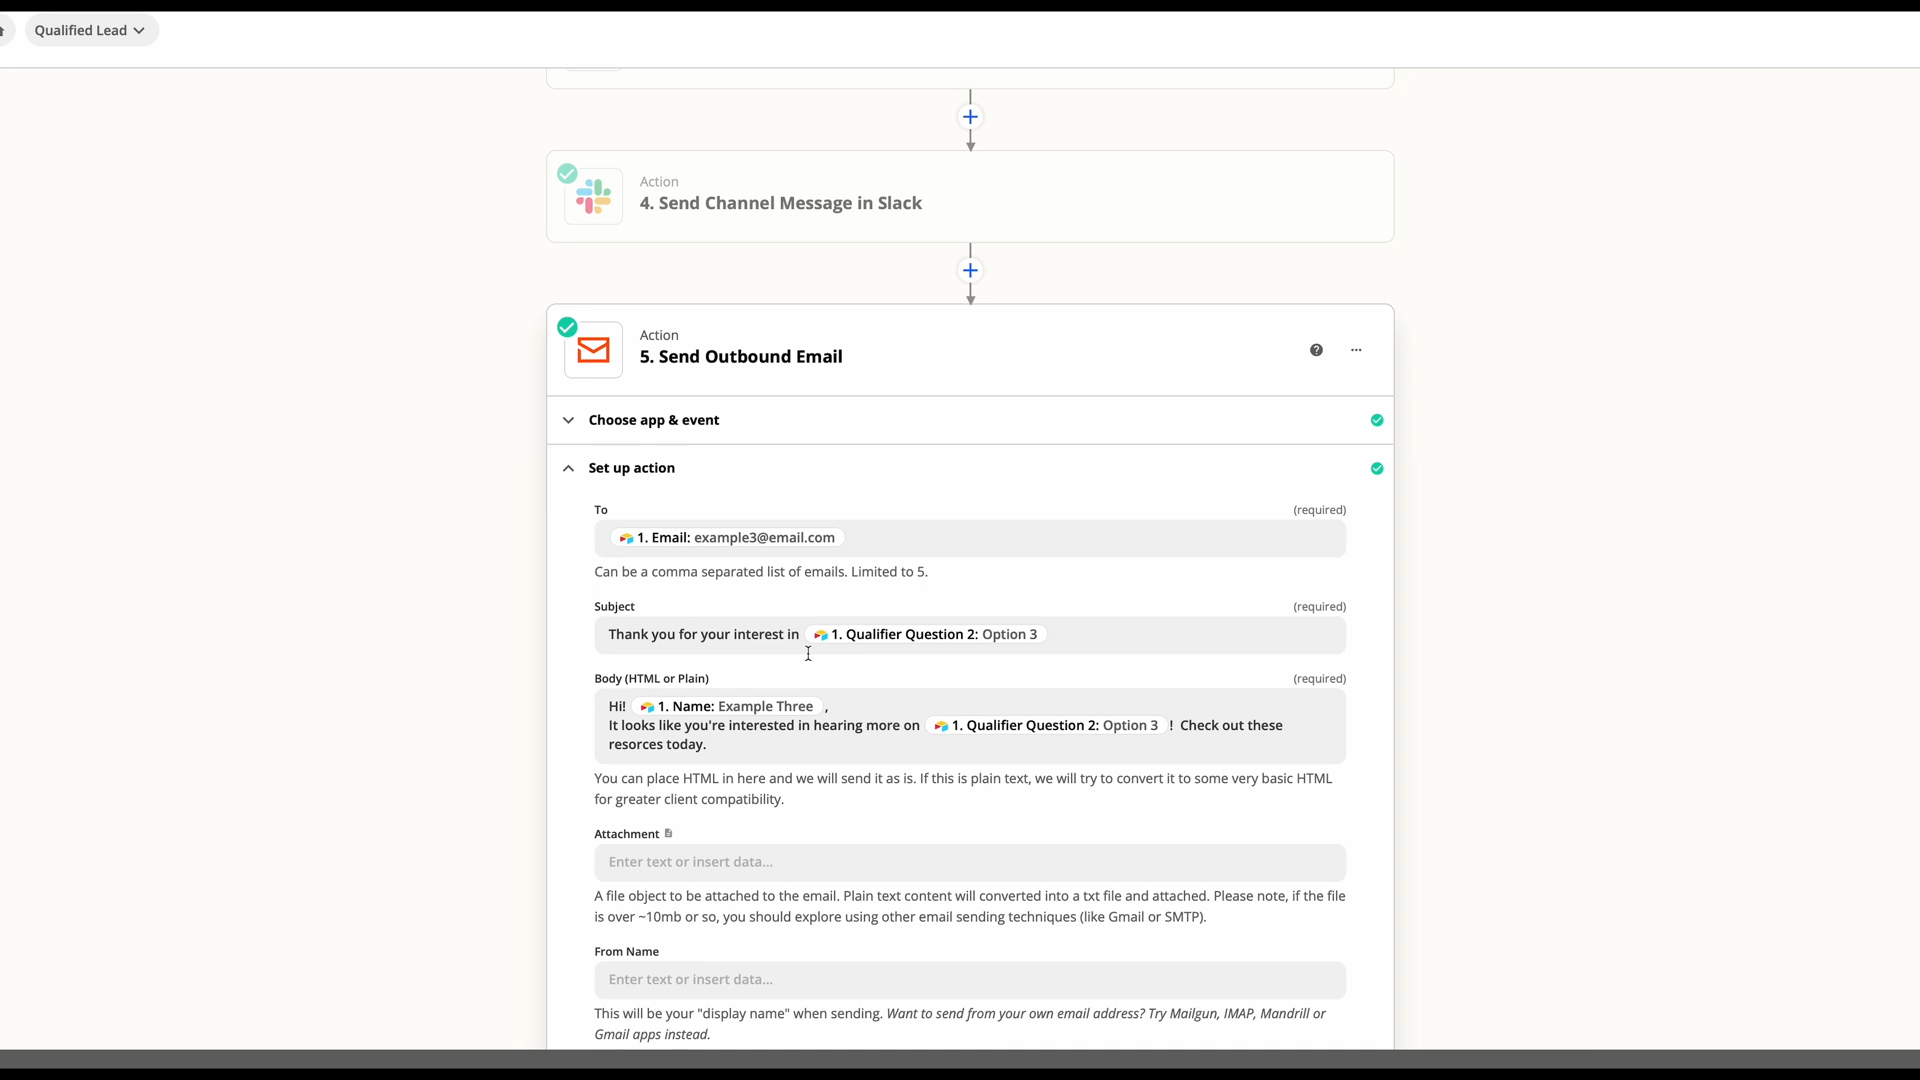 Qualified Lead
Action
4. Send Channel Message in Slack
Action
5. Send Outbound Email
Choose app & event
Set up action
To (required)
1. Email: example3@email.com
Can be a comma separated list of emails. Limited to 5.
Subject (required)
Thank you for your interest in 1. Qualifier Question 2: Option 3
Body (HTML or Plain) (required)
Hi! 1. Name: Example Three ,
It looks like you're interested in hearing more on 1. Qualifier Question 2: Option 3 ! Check out these
resorces today.
You can place HTML in here and we will send it as is. If this is plain text, we will try to convert it to some very basic HTML
for greater client compatibility.
Attachment
Enter text or insert data...
A file object to be attached to the email. Plain text content will converted into a txt file and attached. Please note, if the file
is over ~10mb or so, you should explore using other email sending techniques (like Gmail or SMTP).
From Name
Enter text or insert data...
This will be your "display name" when sending. Want to send from your own email address? Try Mailgun, IMAP, Mandrill or
Gmail apps instead.